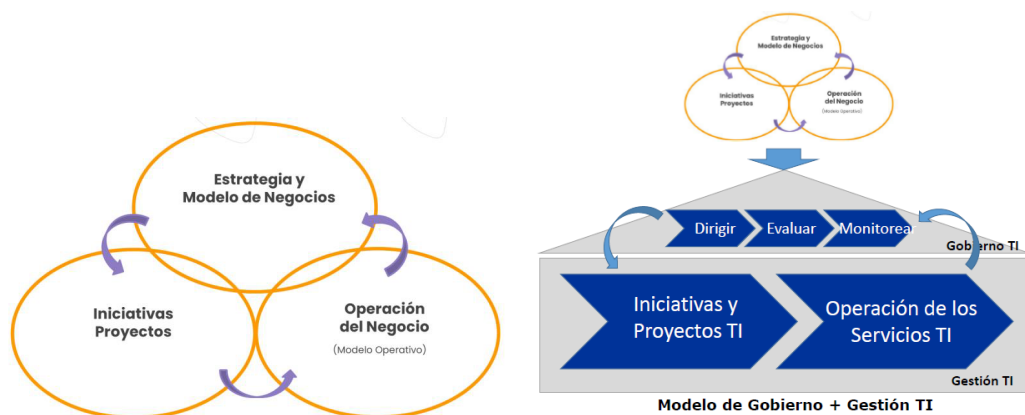 Estrategia y
Modelo de Negocios
Iniciativas
Proyectos
Operación
del Negocio
(Modelo Operativo)
Estrategia y
Modelo de Negocios
Iniciativas
Proyectos
Operación
del Negocio
(Modelo Operativo)
Dirigir
Evaluar
Monitorear
Gobierno TI
Iniciativas y
Proyectos TI
Operación de los
Servicios TI
Gestión TI
Modelo de Gobierno + Gestión TI